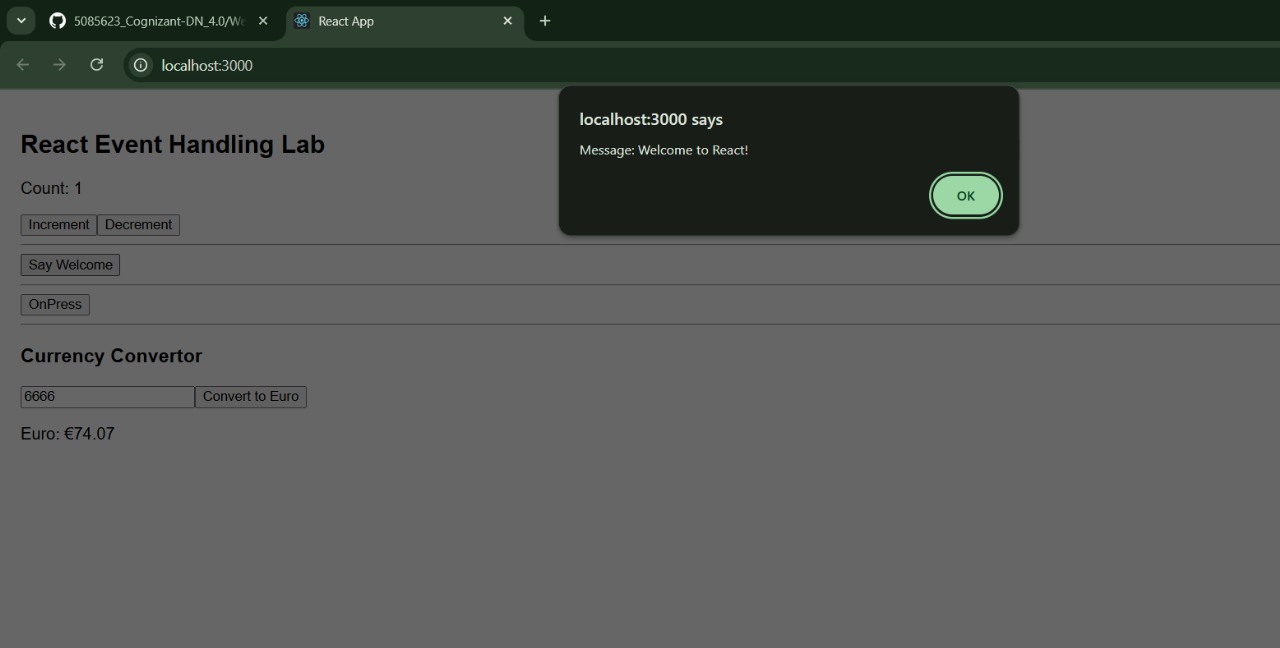 5085623_Cognizant-DN_4.0/We
React App
localhost:3000
localhost:3000 says
Message: Welcome to React!
OK
React Event Handling Lab
Count: 1
Increment Decrement
Say Welcome
OnPress
Currency Convertor
6666 Convert to Euro
Euro: €74.07